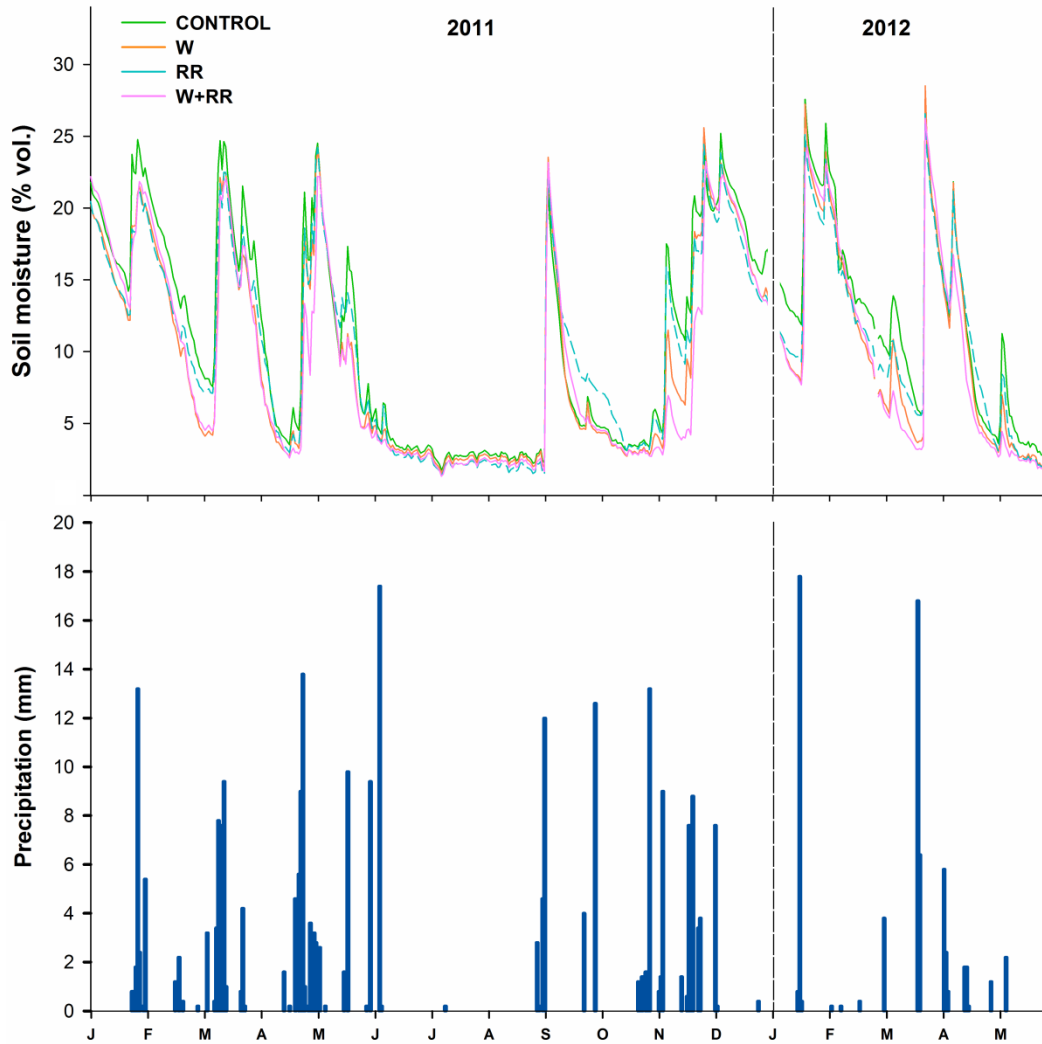 CONTROL
W
RR
W+RR
2011
2012
Soil moisture (% vol.)
30
25
20
15
10
5
Precipitation (mm)
20
18
16
14
12
10
8
6
4
2
0
J F M A M J J A S O N D J F M A M